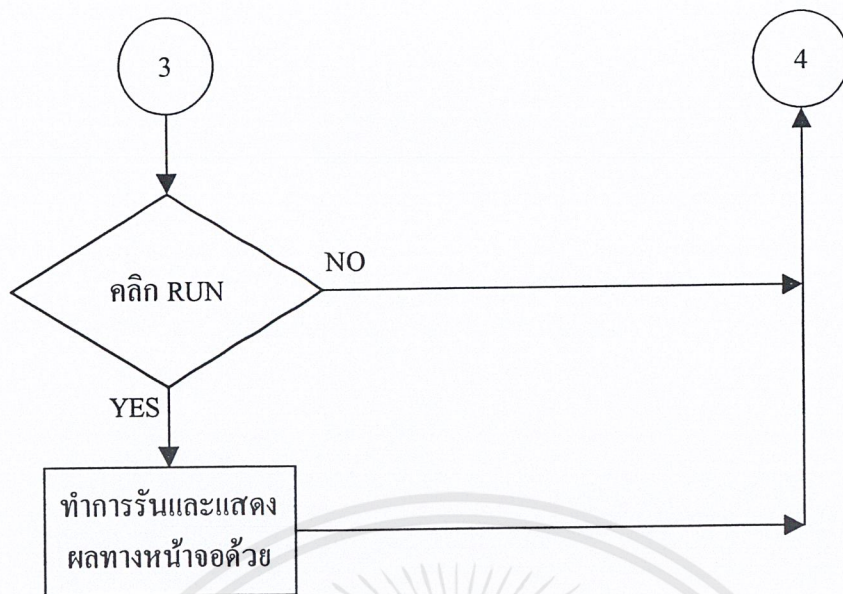 3
4
คลิก RUN
NO
YES
ทำการรันและแสดง
ผลทางหน้าจอด้วย